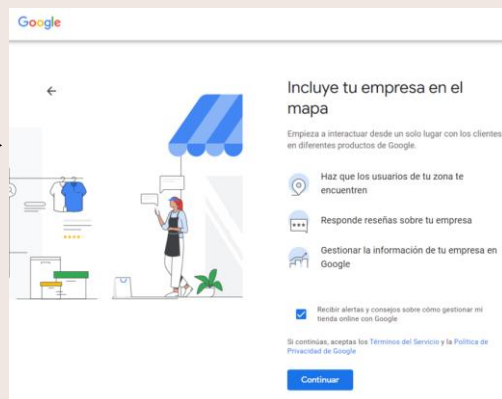 Google
Incluye tu empresa en el
mapa
Empieza a interactuar desde un solo lugar con los clientes
en diferentes productos de Google.
Haz que los usuarios de tu zona te
encuentren
Responde reseñas sobre tu empresa
Gestionar la información de tu empresa en
Google
Recibir alertas y consejos sobre cómo gestionar mi
tienda online con Google
Si continúas, aceptas los Términos del Servicio y la Política de
Privacidad de Google
Continuar